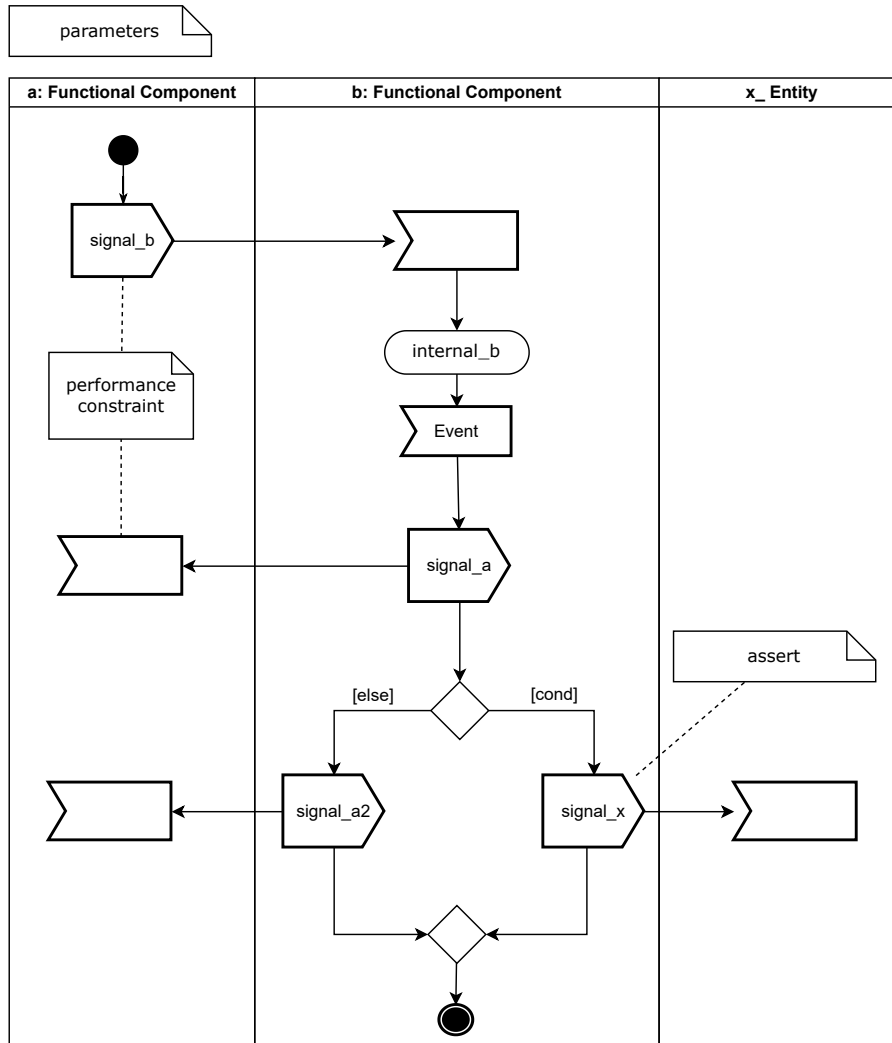 parameters
a: Functional Component
b: Functional Component
x_ Entity
signal_b
internal_b
performance
constraint
Event
signal_a
assert
[else]
[cond]
signal_a2
signal_x